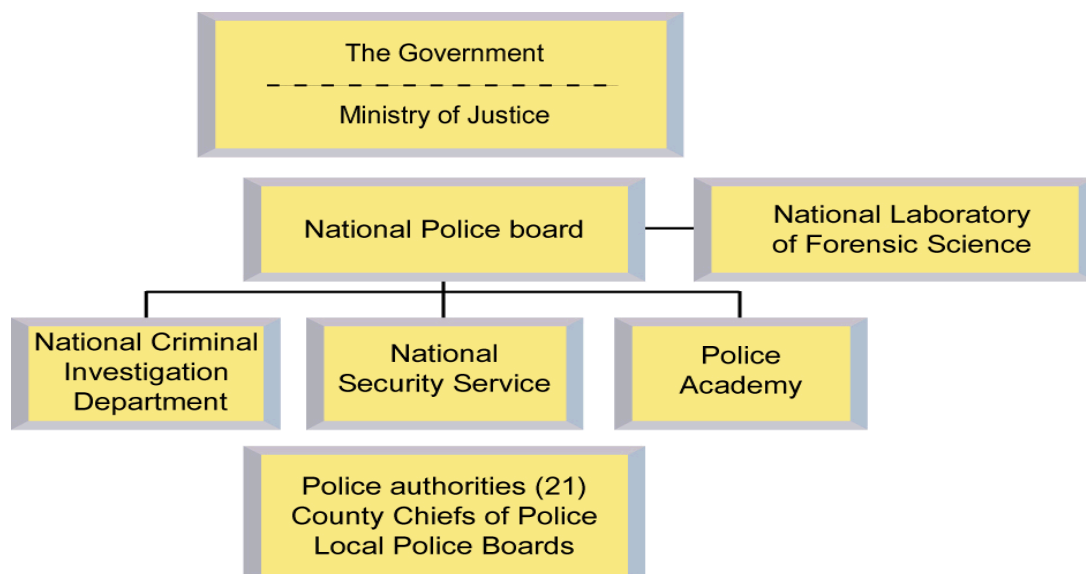 The Government
Ministry of Justice
National Police board
National Laboratory
of Forensic Science
National Criminal
Investigation
Department
National
Security Service
Police
Academy
Police authorities (21)
County Chiefs of Police
Local Police Boards